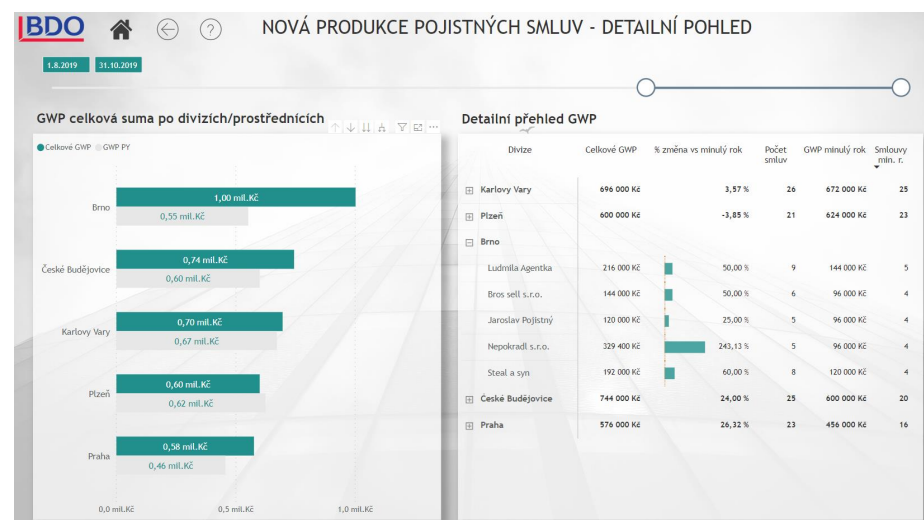 BDO
?
NOVÁ PRODUKCE POJISTNÝCH SMLUV - DETAILNÍ POHLED
1.8.2019 31.10.2019
GWP celková suma po divizích/prostřednících
Celkové GWP GWP PY
Brno 1,00 mil.Kč
0,55 mil.Kč
České Budějovice 0,74 mil.Kč
0,60 mil.Kč
Karlovy Vary 0,70 mil.Kč
0,67 mil.Kč
Plzeň 0,60 mil.Kč
0,62 mil.Kč
Praha 0,58 mil.Kč
0,46 mil.Kč
0,0 mil.Kč 0,5 mil.Kč 1,0 mil.Kč
Detailní přehled GWP
Divize Celkové GWP % změna vs minulý rok Počet smluv GWP minulý rok Smlouvy min. r.
Karlovy Vary 696 000 Kč 3,57 % 26 672 000 Kč 25
Plzeň 600 000 Kč -3,85 % 21 624 000 Kč 23
Brno
Ludmila Agentka 216 000 Kč 50,00 % 9 144 000 Kč 5
Bros sell s.r.o. 144 000 Kč 50,00 % 6 96 000 Kč 4
Jaroslav Pojistný 120 000 Kč 25,00 % 5 96 000 Kč 4
Nepokradl s.r.o. 329 400 Kč 243,13 % 5 96 000 Kč 4
Steal a syn 192 000 Kč 60,00 % 8 120 000 Kč 4
České Budějovice 744 000 Kč 24,00 % 25 600 000 Kč 20
Praha 576 000 Kč 26,32 % 23 456 000 Kč 16